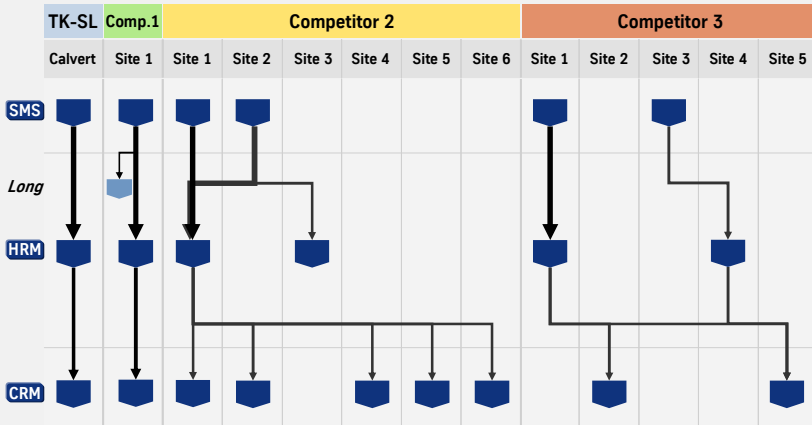 TK-SL Comp.1 Competitor 2 Competitor 3
Calvert Site 1 Site 1 Site 2 Site 3 Site 4 Site 5 Site 6 Site 1 Site 2 Site 3 Site 4 Site 5
SMS
Long
HRM
CRM